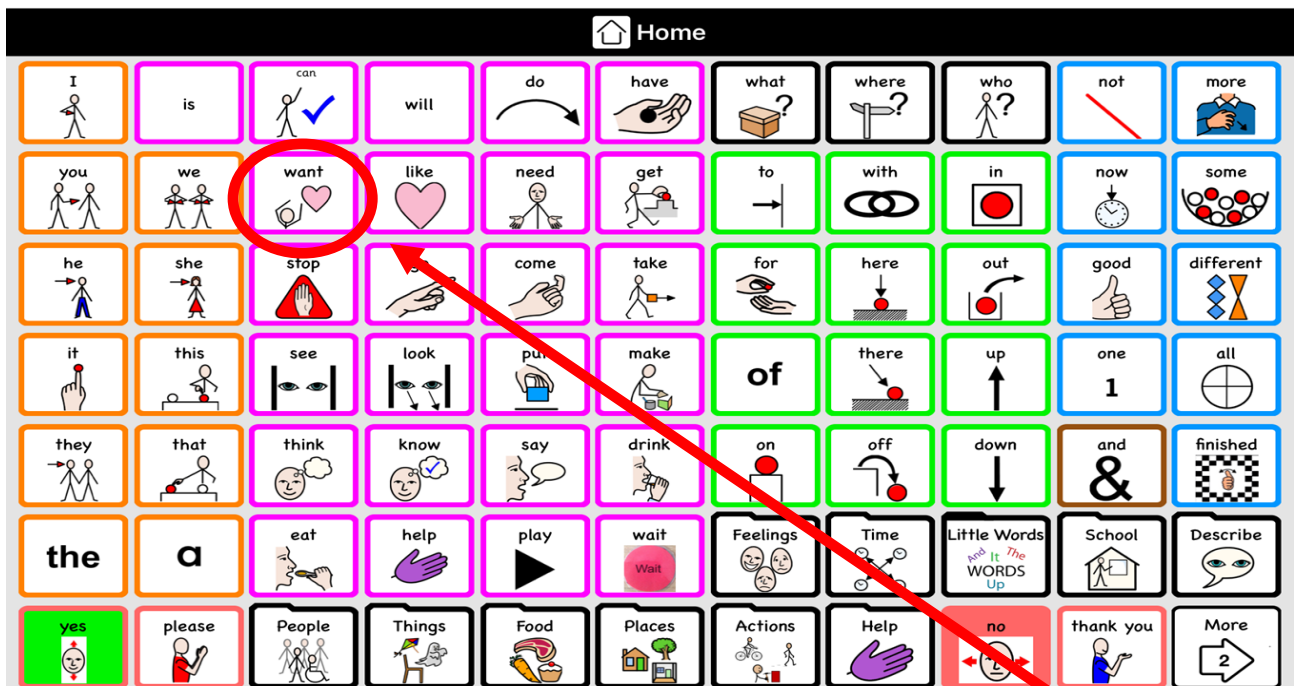 Home
I is can will do have what where who not more
you we want like need get to with in now some
he she stop go come take for here out good different
it this see look put make of there up one all
1
they that think know say drink on off down and finished
&
the a eat help play wait Feelings Time Little Words School Describe
Wait
And It The
WORDS
Up
yes please People Things Food Places Actions Help no thank you More
2